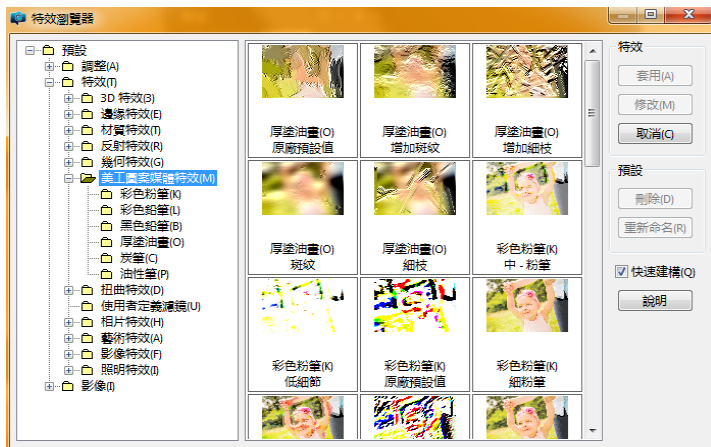 特效瀏覽器
預設
調整(A)
特效(T)
3D 特效(3)
邊緣特效(E)
材質特效(T)
反射特效(R)
幾何特效(G)
美工圖案媒體特效(M)
彩色粉筆(K)
彩色鉛筆(L)
黑色鉛筆(B)
厚塗油畫(O)
炭筆(C)
油性筆(P)
扭曲特效(D)
使用者定義濾鏡(U)
相片特效(H)
藝術特效(A)
影像特效(F)
照明特效(I)
影像(I)
厚塗油畫(O)
原廠預設值
厚塗油畫(O)
增加斑紋
厚塗油畫(O)
增加細枝
厚塗油畫(O)
斑紋
厚塗油畫(O)
細枝
彩色粉筆(K)
中 - 粉筆
彩色粉筆(K)
低細節
彩色粉筆(K)
原廠預設值
彩色粉筆(K)
細粉筆
特效
套用(A)
修改(M)
取消(C)
預設
刪除(D)
重新命名(R)
快速建構(Q)
說明